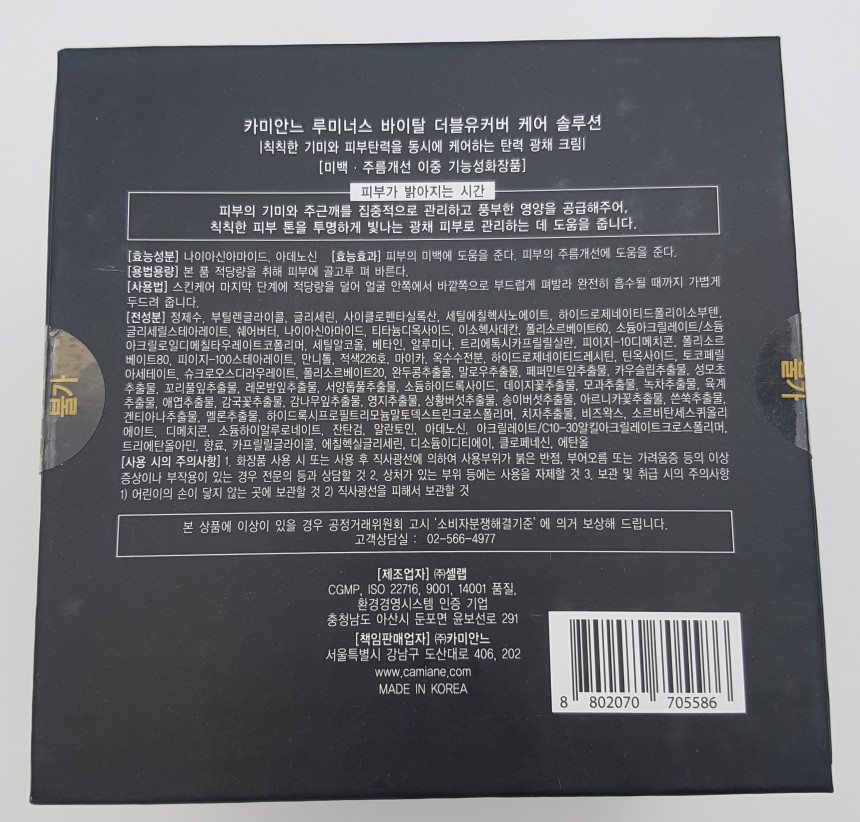 카미안느 루미너스 바이탈 더블유커버 케어 솔루션
|칙칙한 기미와 피부탄력을 동시에 케어하는 탄력 광채 크림|
[미백 · 주름개선 이중 기능성화장품]
피부가 밝아지는 시간
피부의 기미와 주근깨를 집중적으로 관리하고 풍부한 영양을 공급해주어,
칙칙한 피부 톤을 투명하게 빛나는 광채 피부로 관리하는 데 도움을 줍니다.
[효능성분] 나이아신아마이드, 아데노신 [효능효과] 피부의 미백에 도움을 준다. 피부의 주름개선에 도움을 준다.
[용법용량] 본 품 적당량을 취해 피부에 골고루 펴 바른다.
[사용법] 스킨케어 마지막 단계에 적당량을 덜어 얼굴 안쪽에서 바깥쪽으로 부드럽게 펴발라 완전히 흡수될 때까지 가볍게
두드려 줍니다.
[전성분] 정제수, 부틸렌글라이콜, 글리세린, 사이클로펜타실록산, 세틸에칠헥사노에이트, 하이드로제네이티드폴리이소부텐,
글리세릴스테아레이트, 쉐어버터, 나이아신아마이드, 티타늄디옥사이드, 이소헥사데칸, 폴리소르베이트60, 소듐아크릴레이트/소듐
아크릴로일디메칠타우레이트코폴리머, 세틸알코올, 베타인, 알루미나, 트리에톡시카프릴릴실란, 피이지-10디메치콘, 폴리소르
베이트80, 피이지-100스테아레이트, 만니톨, 적색226호, 마이카, 옥수수전분, 하이드로제네이티드레시틴, 틴옥사이드, 토코페릴
아세테이트, 슈크로오스디라우레이트, 폴리소르베이트20, 완두콩추출물, 말로우추출물, 페퍼민트잎추출물, 카우슬립추출물, 성모초
추출물, 꼬리풀잎추출물, 레몬밤잎추출물, 서양톱풀추출물, 소듐하이드록사이드, 데이지꽃추출물, 모과추출물, 녹차추출물, 육계
추출물, 애엽추출물, 감국꽃추출물, 감나무잎추출물, 영지추출물, 상황버섯추출물, 송이버섯추출물, 아르니카꽃추출물, 쓴쑥추출물,
겐티아나추출물, 멜론추출물, 하이드록시프로필트리모늄말토덱스트린크로스폴리머, 치자추출물, 비즈왁스, 소르비탄세스퀴올리
에이트, 디메치콘, 소듐하이알루로네이트, 잔탄검, 알란토인, 아데노신, 아크릴레이트/C10-30알킬아크릴레이트크로스폴리머,
트리에탄올아민, 향료, 카프릴릴글라이콜, 에칠헥실글리세린, 디소듐이디티에이, 클로페네신, 에탄올
[사용 시의 주의사항] 1. 화장품 사용 시 또는 사용 후 직사광선에 의하여 사용부위가 붉은 반점, 부어오름 또는 가려움증 등의 이상
증상이나 부작용이 있는 경우 전문의 등과 상담할 것 2. 상처가 있는 부위 등에는 사용을 자제할 것 3. 보관 및 취급 시의 주의사항
1) 어린이의 손이 닿지 않는 곳에 보관할 것 2) 직사광선을 피해서 보관할 것
본 상품에 이상이 있을 경우 공정거래위원회 고시 '소비자분쟁해결기준' 에 의거 보상해 드립니다.
고객상담실 : 02-566-4977
[제조업자] ㈜셀랩
CGMP, ISO 22716, 9001, 14001 품질,
환경경영시스템 인증 기업
충청남도 아산시 둔포면 윤보선로 291
[책임판매업자] ㈜카미안느
서울특별시 강남구 도산대로 406, 202
www.camiane.com
MADE IN KOREA
8 802070 705586
불가
불가